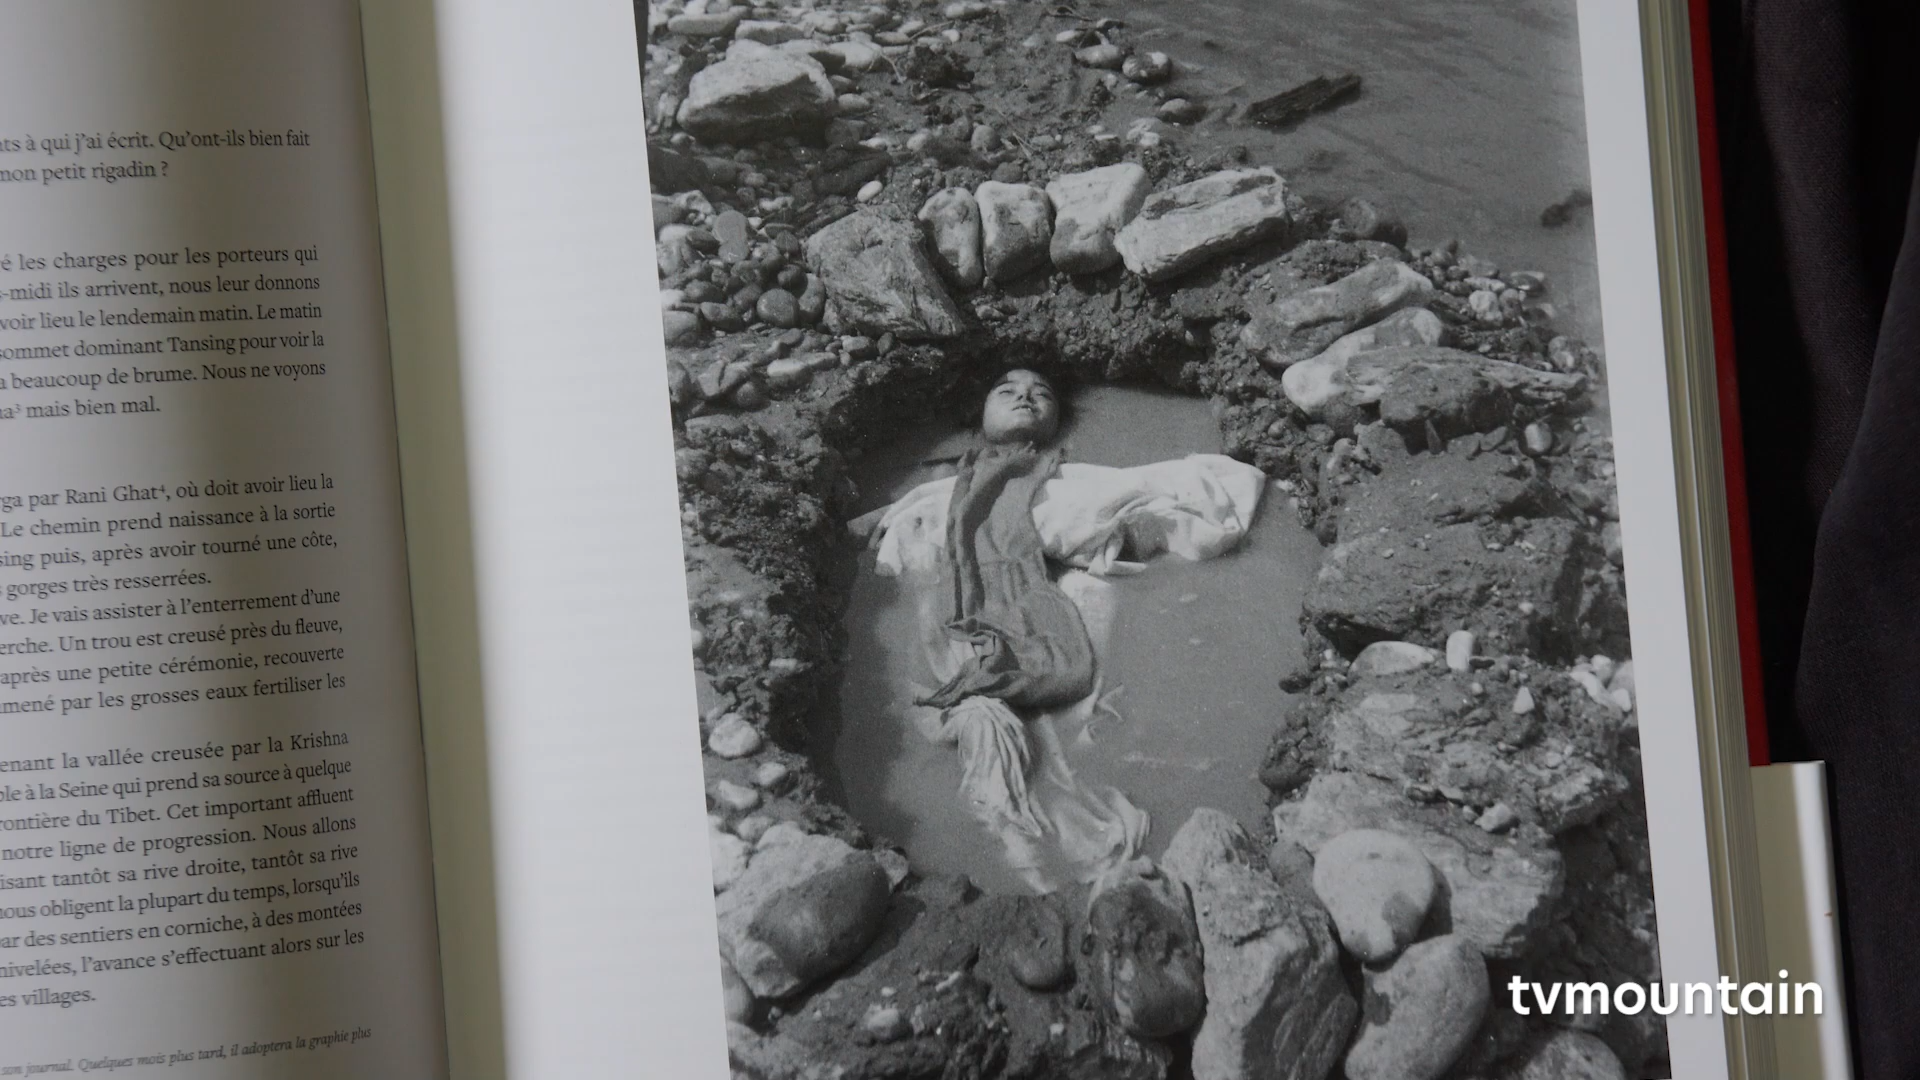 à qui j'ai écrit. Qu'ont-ils bien fait
mon petit rigadin ?
les charges pour les porteurs qui
-midi ils arrivent, nous leur donnons
voir lieu le lendemain matin. Le matin
sommet dominant Tansing pour voir la
a beaucoup de brume. Nous ne voyons
mais bien mal.
par Rani Ghat⁴, où doit avoir lieu la
Le chemin prend naissance à la sortie
sing puis, après avoir tourné une côte,
gorges très resserrées.
ve. Je vais assister à l'enterrement d'une
erche. Un trou est creusé près du fleuve,
après une petite cérémonie, recouverte
mené par les grosses eaux fertiliser les
enant la vallée creusée par la Krishna
ble à la Seine qui prend sa source à quelque
rontière du Tibet. Cet important affluent
notre ligne de progression. Nous allons
isant tantôt sa rive droite, tantôt sa rive
nous obligent la plupart du temps, lorsqu'ils
ar des sentiers en corniche, à des montées
nivelées, l'avance s'effectuant alors sur les
es villages.
son journal. Quelques mois plus tard, il adoptera la graphie plus
tvmountain